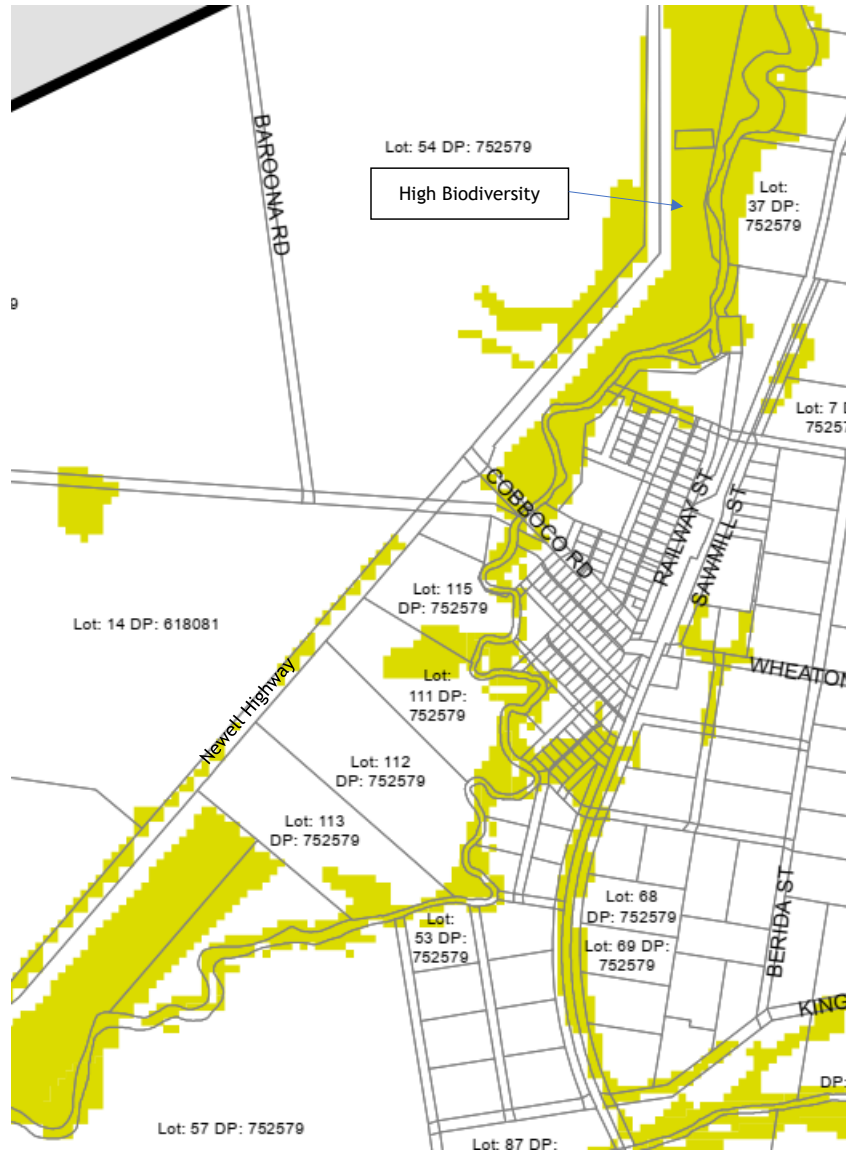 BAROONA RD
Lot: 54 DP: 752579
High Biodiversity
Lot:
37 DP:
752579
9
Lot: 7 D
7525
COBBOCO RD
RAILWAY ST
SAWMILL ST
Lot: 115
DP: 752579
Lot: 14 DP: 618081
Lot:
111 DP:
752579
WHEATON
Newell Highway
Lot: 112
DP: 752579
Lot: 113
DP: 752579
Lot: 68
DP: 752579
Lot:
53 DP:
752579
Lot: 69 DP:
752579
BERIDA ST
KING
DP:
Lot: 57 DP: 752579
Lot: 87 DP: